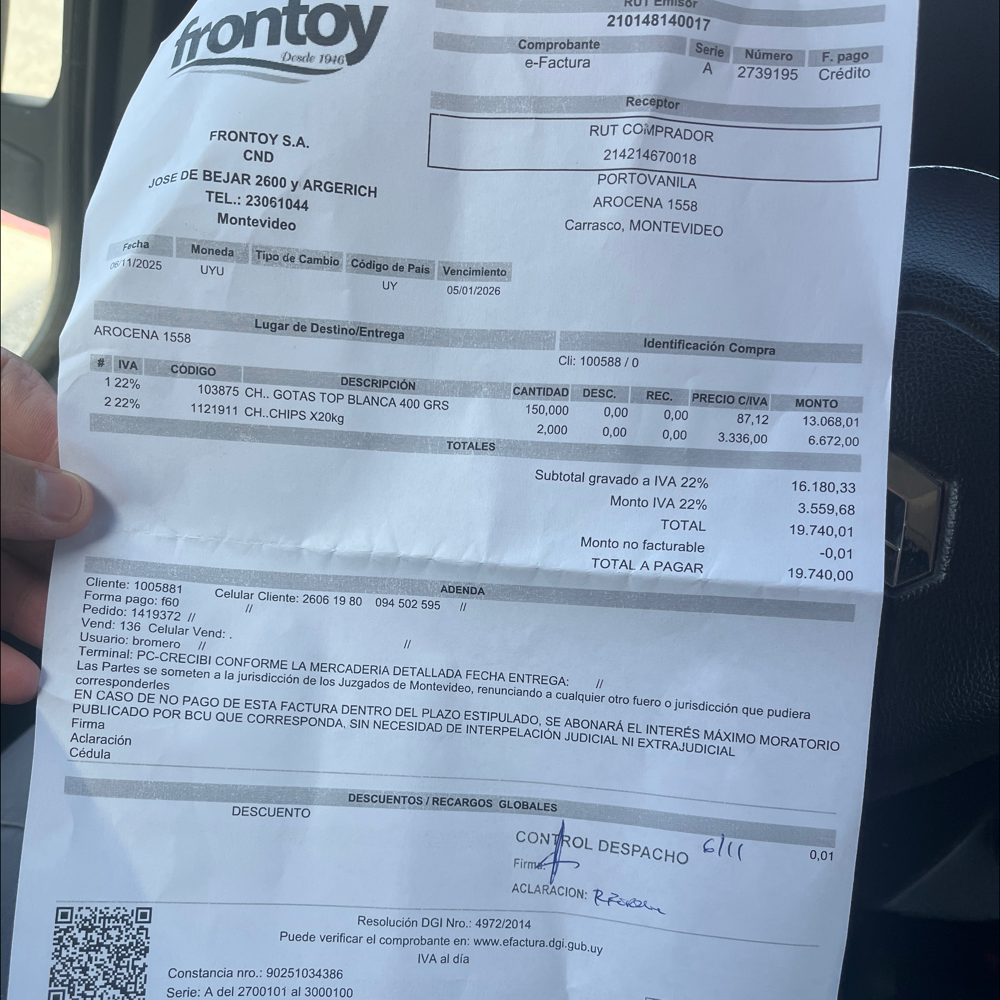 frontoy
Desde 1946
RUT Emisor
210148140017
Comprobante Serie Número F. pago
e-Factura A 2739195 Crédito
Receptor
RUT COMPRADOR
214214670018
PORTOVANILA
AROCENA 1558
Carrasco, MONTEVIDEO
FRONTOY S.A.
CND
JOSE DE BEJAR 2600 y ARGERICH
TEL.: 23061044
Montevideo
Fecha Moneda Tipo de Cambio Código de País Vencimiento
06/11/2025 UYU UY 05/01/2026
Lugar de Destino/Entrega Identificación Compra
AROCENA 1558 Cli: 100588 / 0
# IVA CÓDIGO DESCRIPCIÓN CANTIDAD DESC. REC. PRECIO C/IVA MONTO
1 22% 103875 CH.. GOTAS TOP BLANCA 400 GRS 150,000 0,00 0,00 87,12 13.068,01
2 22% 1121911 CH..CHIPS X20kg 2,000 0,00 0,00 3.336,00 6.672,00
TOTALES
Subtotal gravado a IVA 22% 16.180,33
Monto IVA 22% 3.559,68
TOTAL 19.740,01
Monto no facturable -0,01
TOTAL A PAGAR 19.740,00
ADENDA
Cliente: 1005881 Celular Cliente: 2606 19 80 094 502 595 //
Forma pago: f60 //
Pedido: 1419372 //
Vend: 136 Celular Vend: . //
Usuario: bromero //
Terminal: PC-CRECIBI CONFORME LA MERCADERIA DETALLADA FECHA ENTREGA: //
Las Partes se someten a la jurisdicción de los Juzgados de Montevideo, renunciando a cualquier otro fuero o jurisdicción que pudiera
corresponderles
EN CASO DE NO PAGO DE ESTA FACTURA DENTRO DEL PLAZO ESTIPULADO, SE ABONARÁ EL INTERÉS MÁXIMO MORATORIO
PUBLICADO POR BCU QUE CORRESPONDA, SIN NECESIDAD DE INTERPELACIÓN JUDICIAL NI EXTRAJUDICIAL
Firma
Aclaración
Cédula
DESCUENTOS / RECARGOS GLOBALES
DESCUENTO 0,01
CONTROL DESPACHO 6/11
Firma:
ACLARACION:
Resolución DGI Nro.: 4972/2014
Puede verificar el comprobante en: www.efactura.dgi.gub.uy
IVA al día
Constancia nro.: 90251034386
Serie: A del 2700101 al 3000100